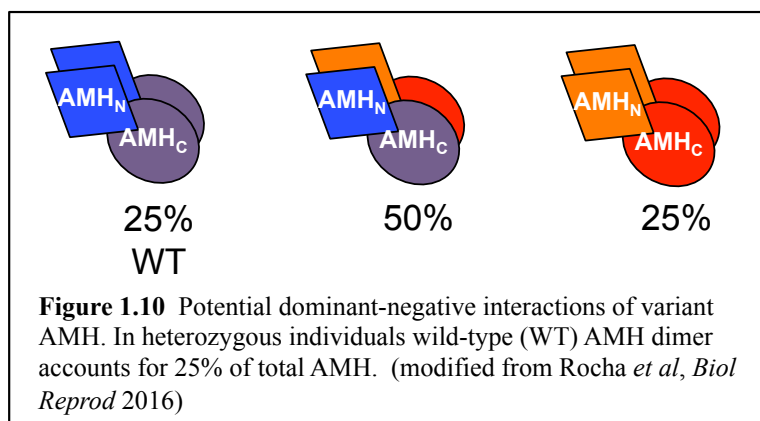 AMHN AMHC
AMHN AMHC
AMHN AMHC
25% 50% 25%
WT
Figure 1.10 Potential dominant-negative interactions of variant
AMH. In heterozygous individuals wild-type (WT) AMH dimer
accounts for 25% of total AMH. (modified from Rocha et al, Biol
Reprod 2016)